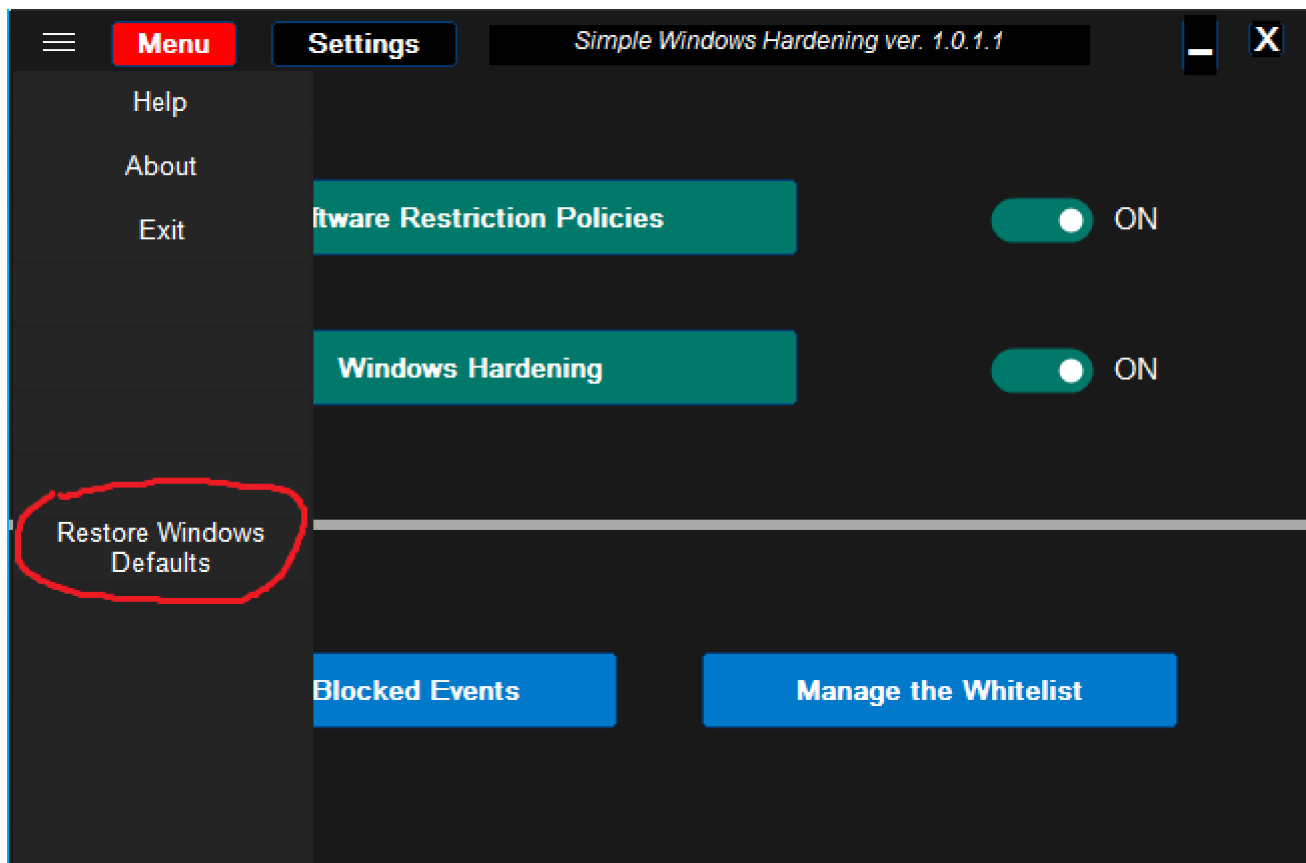 Menu
Settings
Simple Windows Hardening ver. 1.0.1.1
X
Help
About
Exit
ftware Restriction Policies
ON
Windows Hardening
ON
Restore Windows
Defaults
Blocked Events
Manage the Whitelist